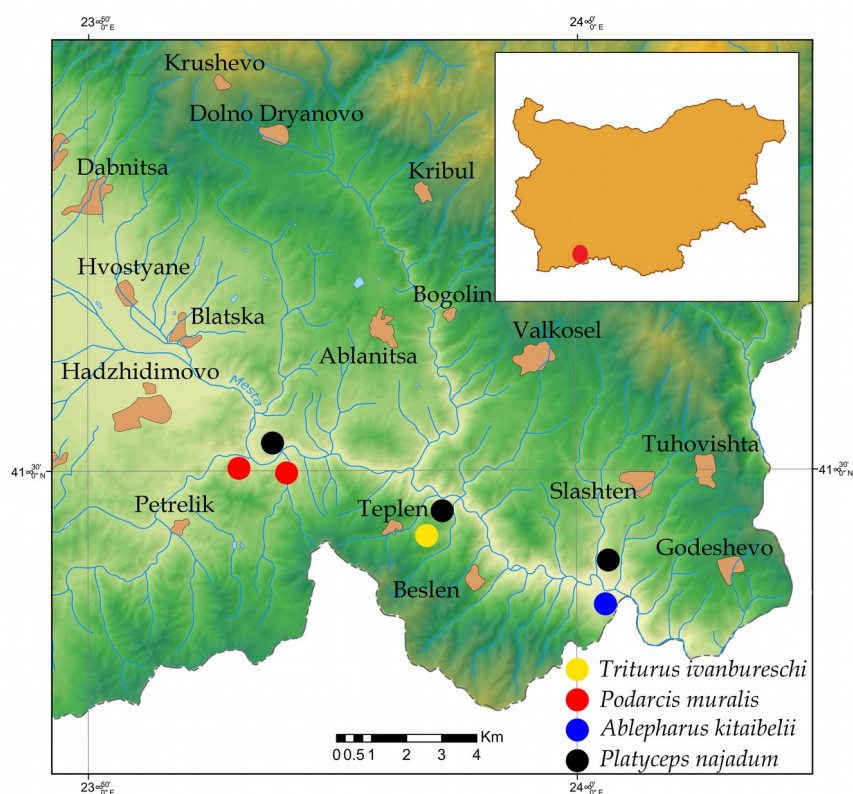 23°50' 0" E
24°0' 0" E
Krushevo
Dolno Dryanovo
Dabnitsa
Kribul
Hvostyane
Bogolin
Blatska
Valkosel
Ablanitsa
Hadzhidimovo
Mesta
Tuhovishta
41°30' 0" N
41°30' 0" N
Slashten
Petrelik
Teplen
Godeshevo
Beslen
Triturus ivanbureschi
Podarcis muralis
Ablepharus kitaibelii
Platyceps najadum
Km
0 0.5 1 2 3 4
23°50' 0" E
24°0' 0" E